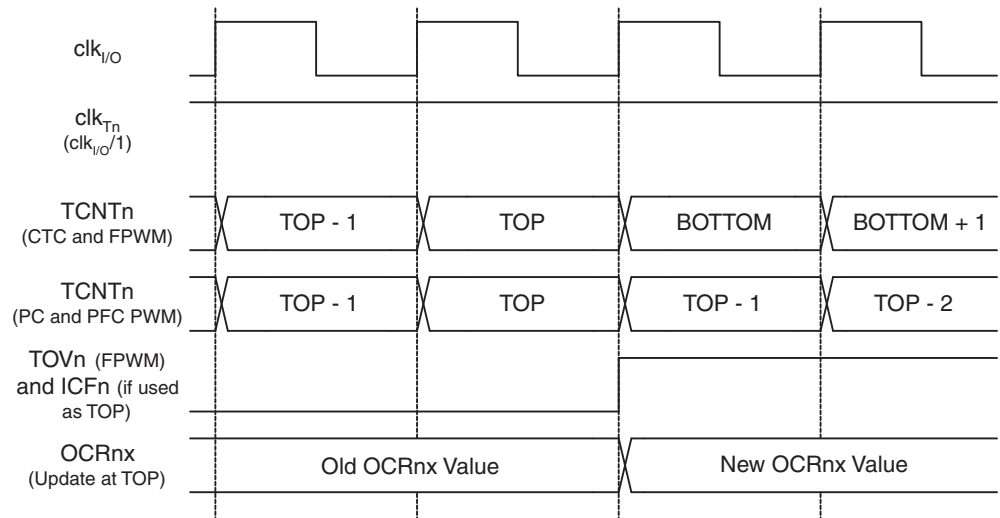 clkI/O
clkTn
(clkI/O/1)
TCNTn
(CTC and FPWM)
TOP - 1
TOP
BOTTOM
BOTTOM + 1
TCNTn
(PC and PFC PWM)
TOP - 1
TOP
TOP - 1
TOP - 2
TOVn (FPWM)
and ICFn (if used
as TOP)
OCRnx
(Update at TOP)
Old OCRnx Value
New OCRnx Value